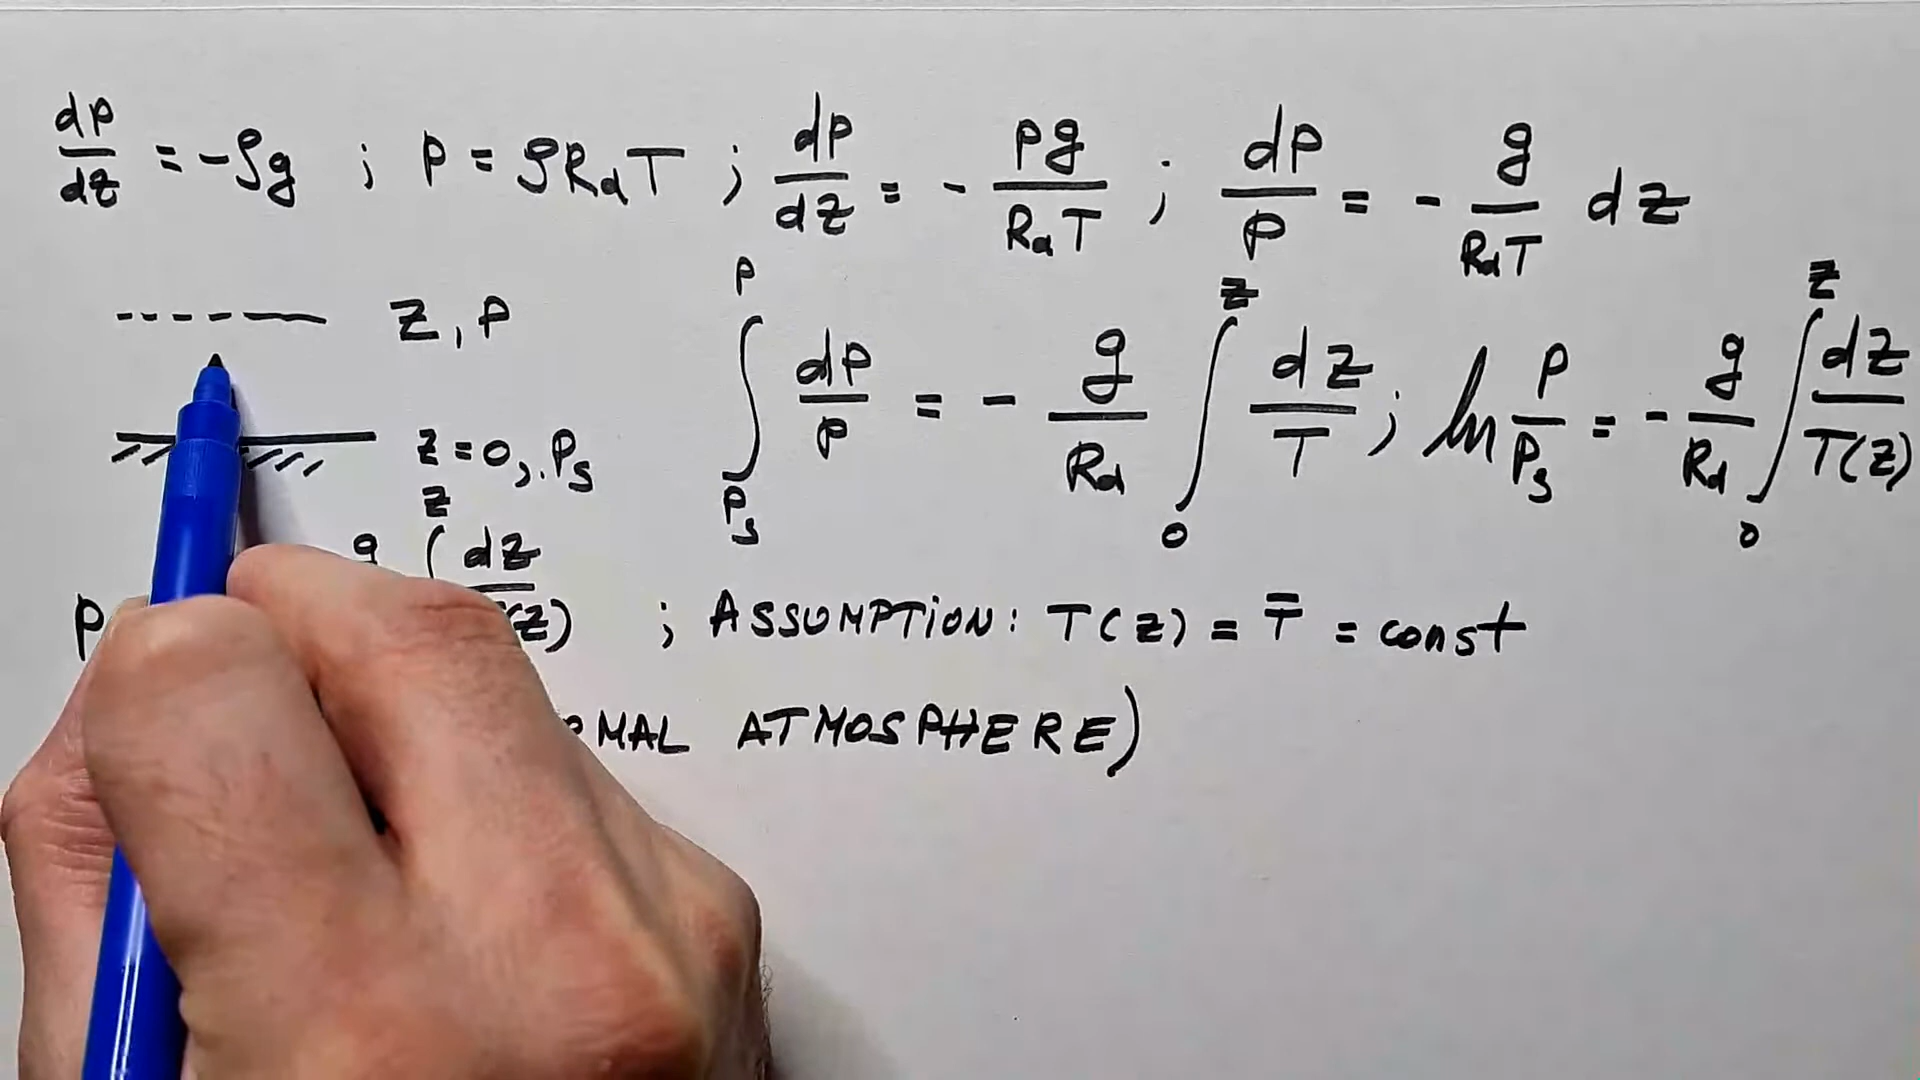 dp/dz = -ρg ; p = ρR_dT ; dp/dz = - pg/R_dT ; dp/p = - g/R_dT dz
z, p
z = 0, p_s
∫_{p_s}^{p} dp/p = - g/R_d ∫_0^z dz/T ; ln p/p_s = - g/R_d ∫_0^z dz/T(z)
p g ∫^z dz/(z) ; ASSUMPTION: T(z) = T̄ = const
MAL ATMOSPHERE)